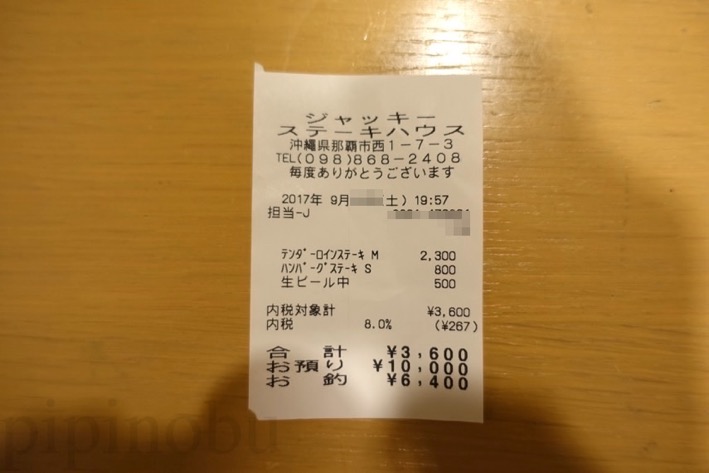 ジャッキー
ステーキハウス
沖縄県那覇市西1-7-3
TEL(098)868-2408
毎度ありがとうございます
2017年 9月 (土) 19:57
担当-J
ﾃﾝﾀﾞｰﾛｲﾝｽﾃｰｷ M 2,300
ﾊﾝﾊﾞｰｸﾞｽﾃｰｷ S 800
生ビール中 500
内税対象計 ¥3,600
内税 8.0% (¥267)
合計 ¥3,600
お預り ¥10,000
お釣 ¥6,400
pipinobu